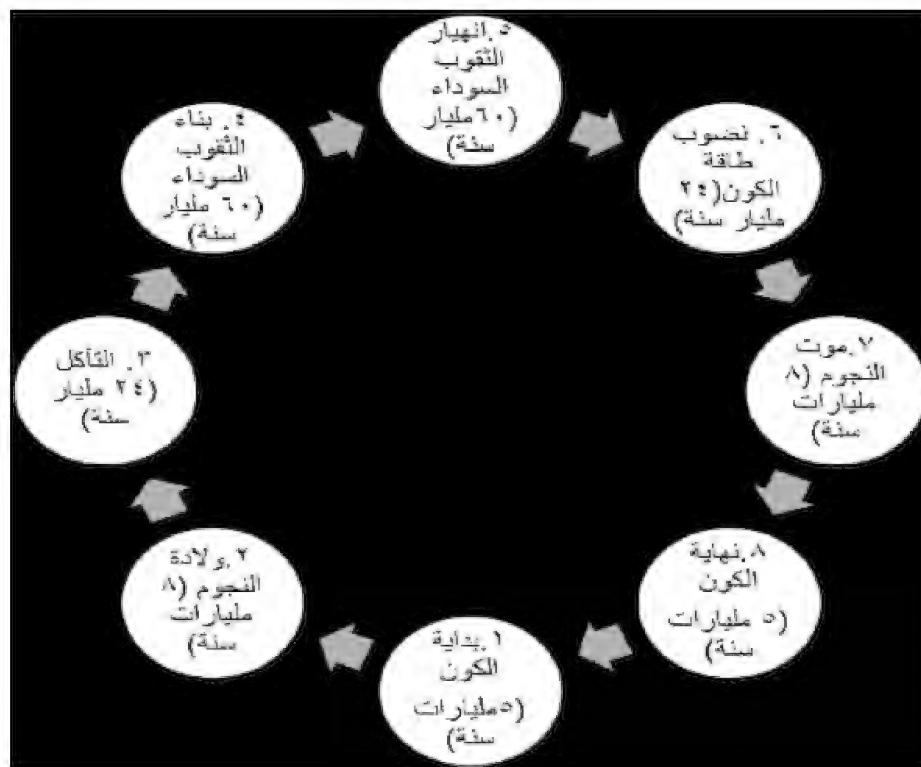 ١.بداية
الكون
(٥مليارات
سنة)
٢.ولادة
النجوم (٨
مليارات
سنة)
٣. التآكل
(٢٤ مليار
سنة)
٤. بناء
الثقوب
السوداء
(٦٠ مليار
سنة)
٥.انهيار
الثقوب
السوداء
(٦٠مليار
سنة)
٦. نضوب
طاقة
الكون(٢٤
مليار سنة)
٧.موت
النجوم (٨
مليارات
سنة)
٨.نهاية
الكون
(٥ مليارات
سنة)